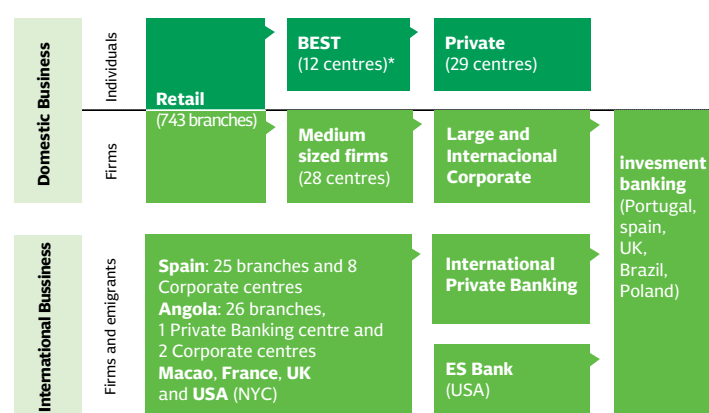 Domestic Business
Individuals
Firms
Retail
(743 branches)
BEST
(12 centres)*
Private
(29 centres)
Medium
sized firms
(28 centres)
Large and
Internacional
Corporate
invesment
banking
(Portugal,
spain,
UK,
Brazil,
Poland)
International Bussiness
Firms and emigrants
Spain: 25 branches and 8
Corporate centres
Angola: 26 branches,
1 Private Banking centre and
2 Corporate centres
Macao, France, UK
and USA (NYC)
International
Private Banking
ES Bank
(USA)